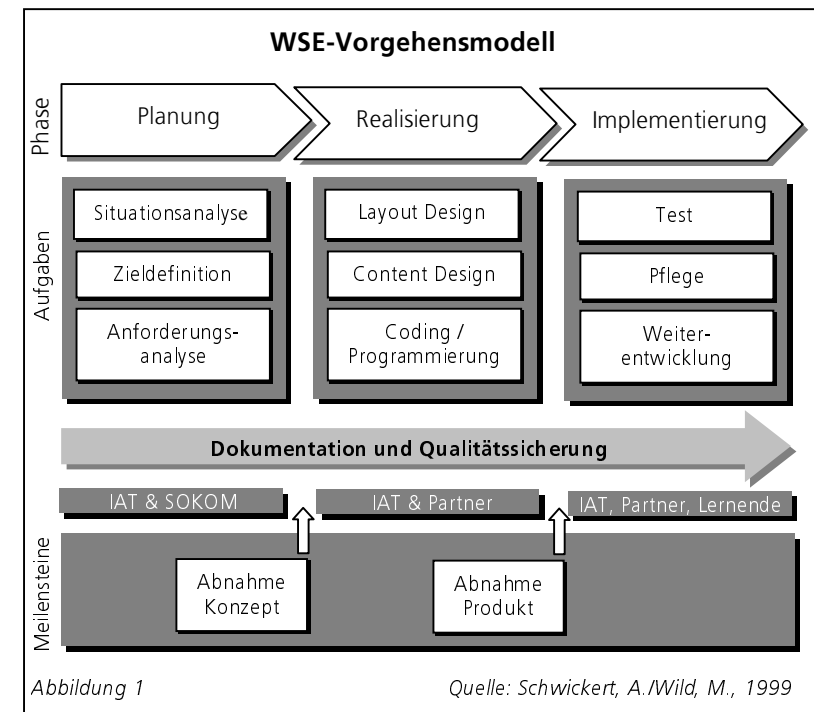 WSE-Vorgehensmodell
Phase
Planung
Realisierung
Implementierung
Aufgaben
Situationsanalyse
Zieldefinition
Anforderungs-
analyse
Layout Design
Content Design
Coding /
Programmierung
Test
Pflege
Weiter-
entwicklung
Dokumentation und Qualitätssicherung
IAT & SOKOM
IAT & Partner
IAT, Partner, Lernende
Meilensteine
Abnahme
Konzept
Abnahme
Produkt
Abbildung 1
Quelle: Schwickert, A./Wild, M., 1999